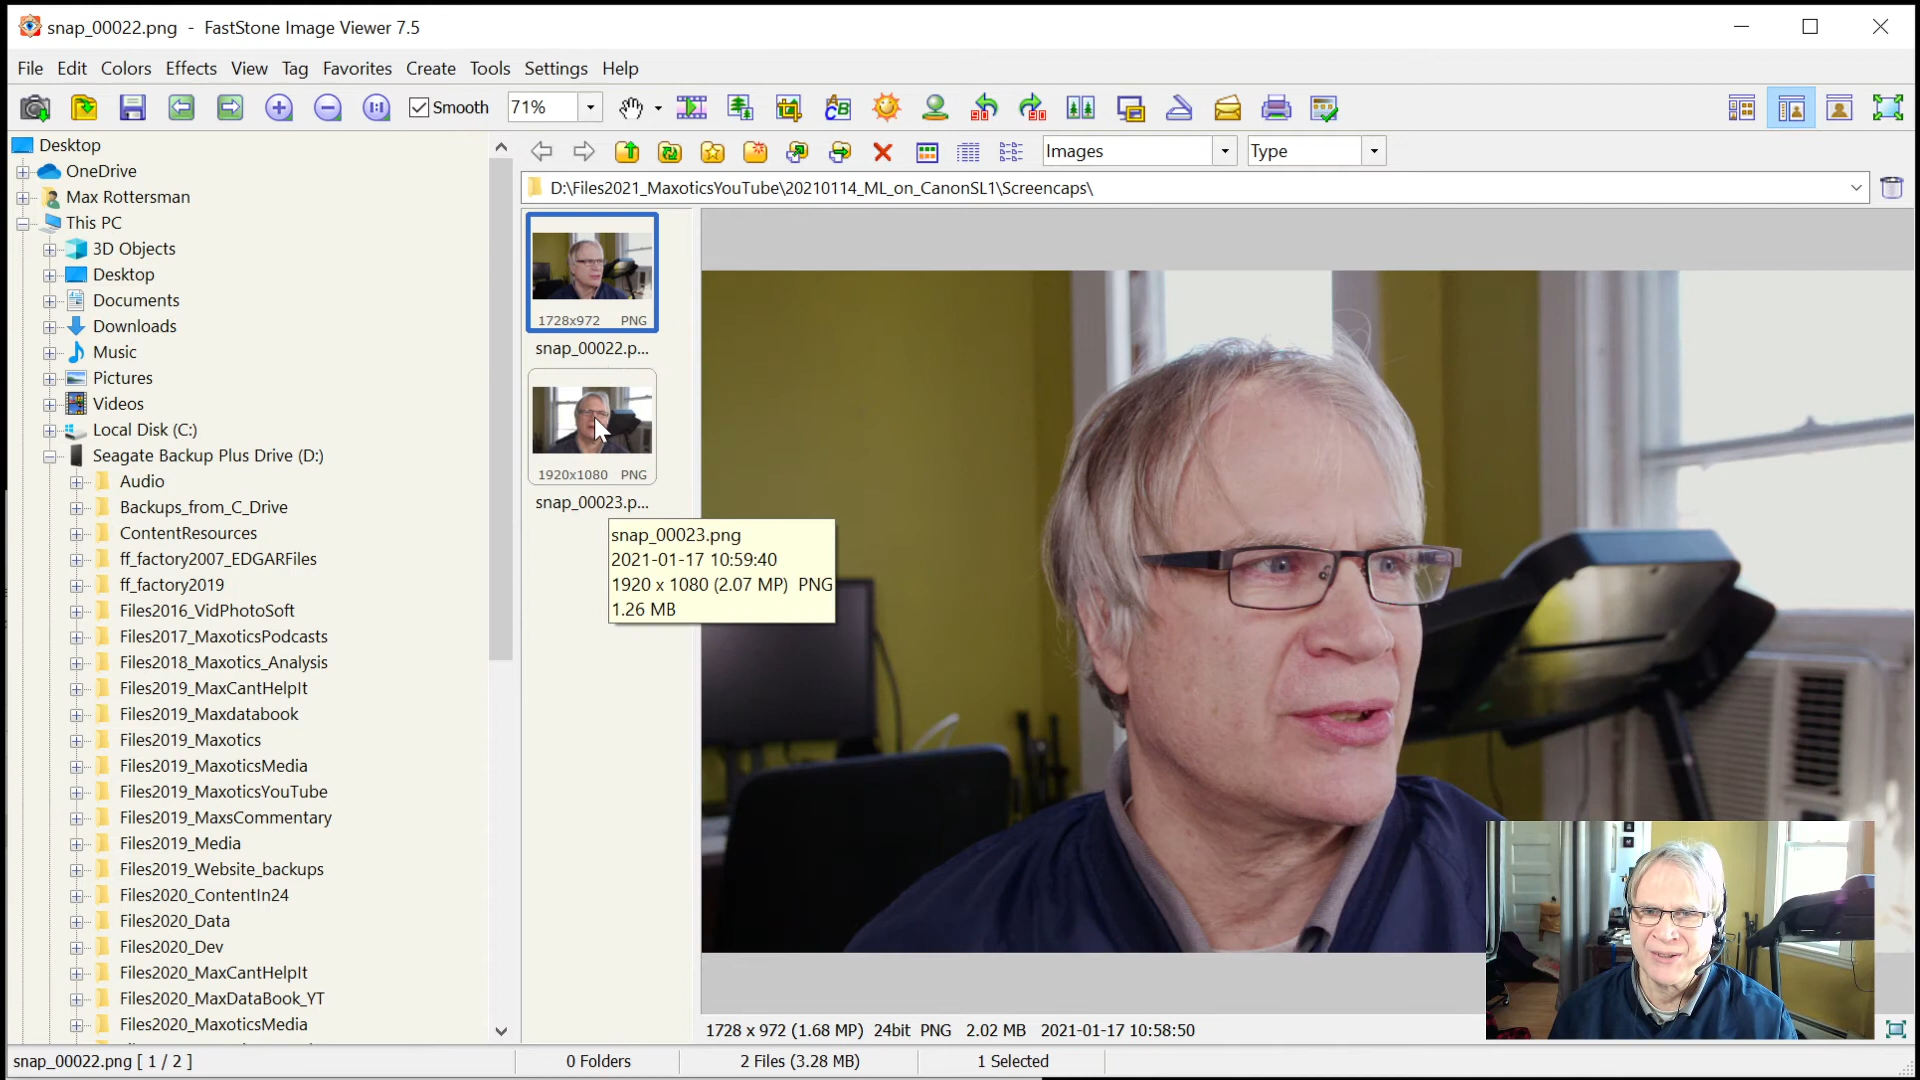 snap_00022.png - FastStone Image Viewer 7.5
File Edit Colors Effects View Tag Favorites Create Tools Settings Help
Smooth 71%
Images Type
D:\Files2021_MaxoticsYouTube\20210114_ML_on_CanonSL1\Screencaps\
Desktop
OneDrive
Max Rottersman
This PC
3D Objects
Desktop
Documents
Downloads
Music
Pictures
Videos
Local Disk (C:)
Seagate Backup Plus Drive (D:)
Audio
Backups_from_C_Drive
ContentResources
ff_factory2007_EDGARFiles
ff_factory2019
Files2016_VidPhotoSoft
Files2017_MaxoticsPodcasts
Files2018_Maxotics_Analysis
Files2019_MaxCantHelpIt
Files2019_Maxdatabook
Files2019_Maxotics
Files2019_MaxoticsMedia
Files2019_MaxoticsYouTube
Files2019_MaxsCommentary
Files2019_Media
Files2019_Website_backups
Files2020_ContentIn24
Files2020_Data
Files2020_Dev
Files2020_MaxCantHelpIt
Files2020_MaxDataBook_YT
Files2020_MaxoticsMedia
1728x972 PNG
snap_00022.p...
1920x1080 PNG
snap_00023.p...
snap_00023.png
2021-01-17 10:59:40
1920 x 1080 (2.07 MP) PNG
1.26 MB
1728 x 972 (1.68 MP) 24bit PNG 2.02 MB 2021-01-17 10:58:50
snap_00022.png [ 1 / 2 ] 0 Folders 2 Files (3.28 MB) 1 Selected